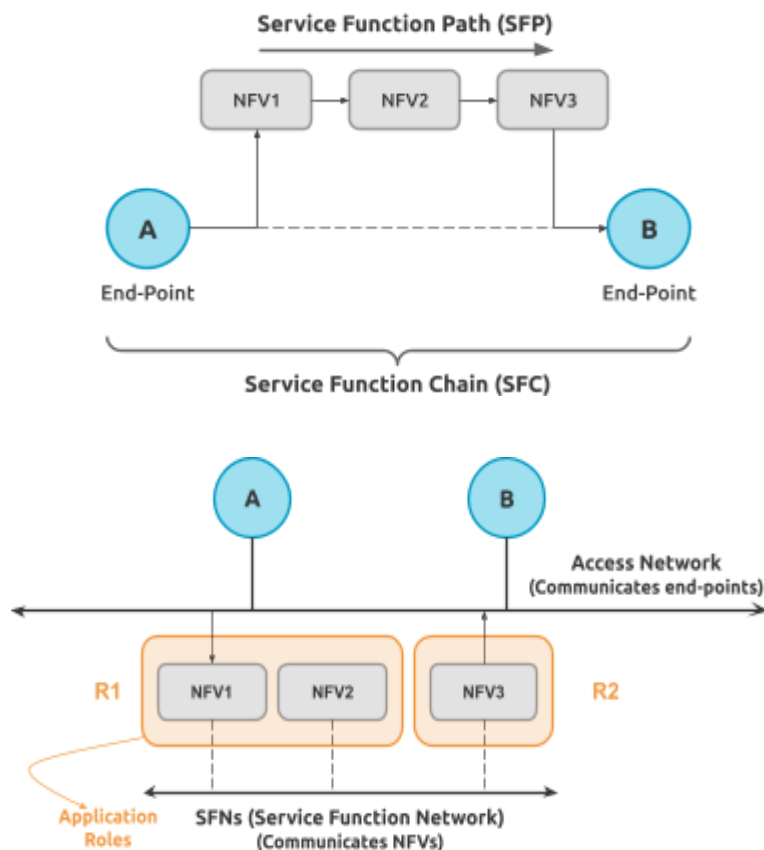 Service Function Path (SFP)
NFV1
NFV2
NFV3
A
B
End-Point
End-Point
Service Function Chain (SFC)
A
B
Access Network
(Communicates end-points)
R1
NFV1
NFV2
NFV3
R2
Application
Roles
SFNs (Service Function Network)
(Communicates NFVs)